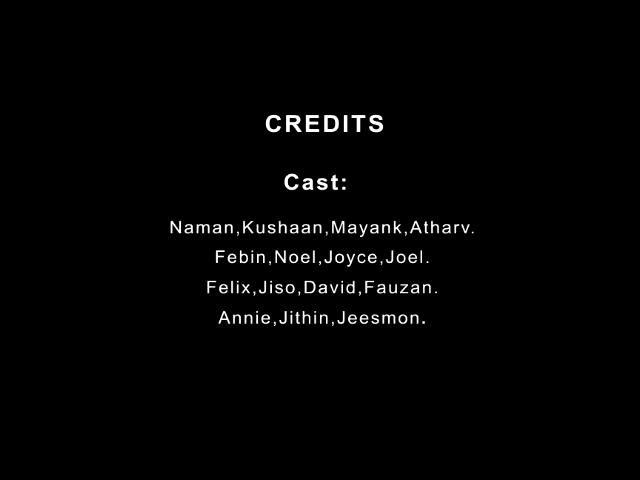 CREDITS
Cast:
Naman,Kushaan,Mayank,Atharv.
Febin,Noel,Joyce,Joel.
Felix,Jiso,David,Fauzan.
Annie,Jithin,Jeesmon.